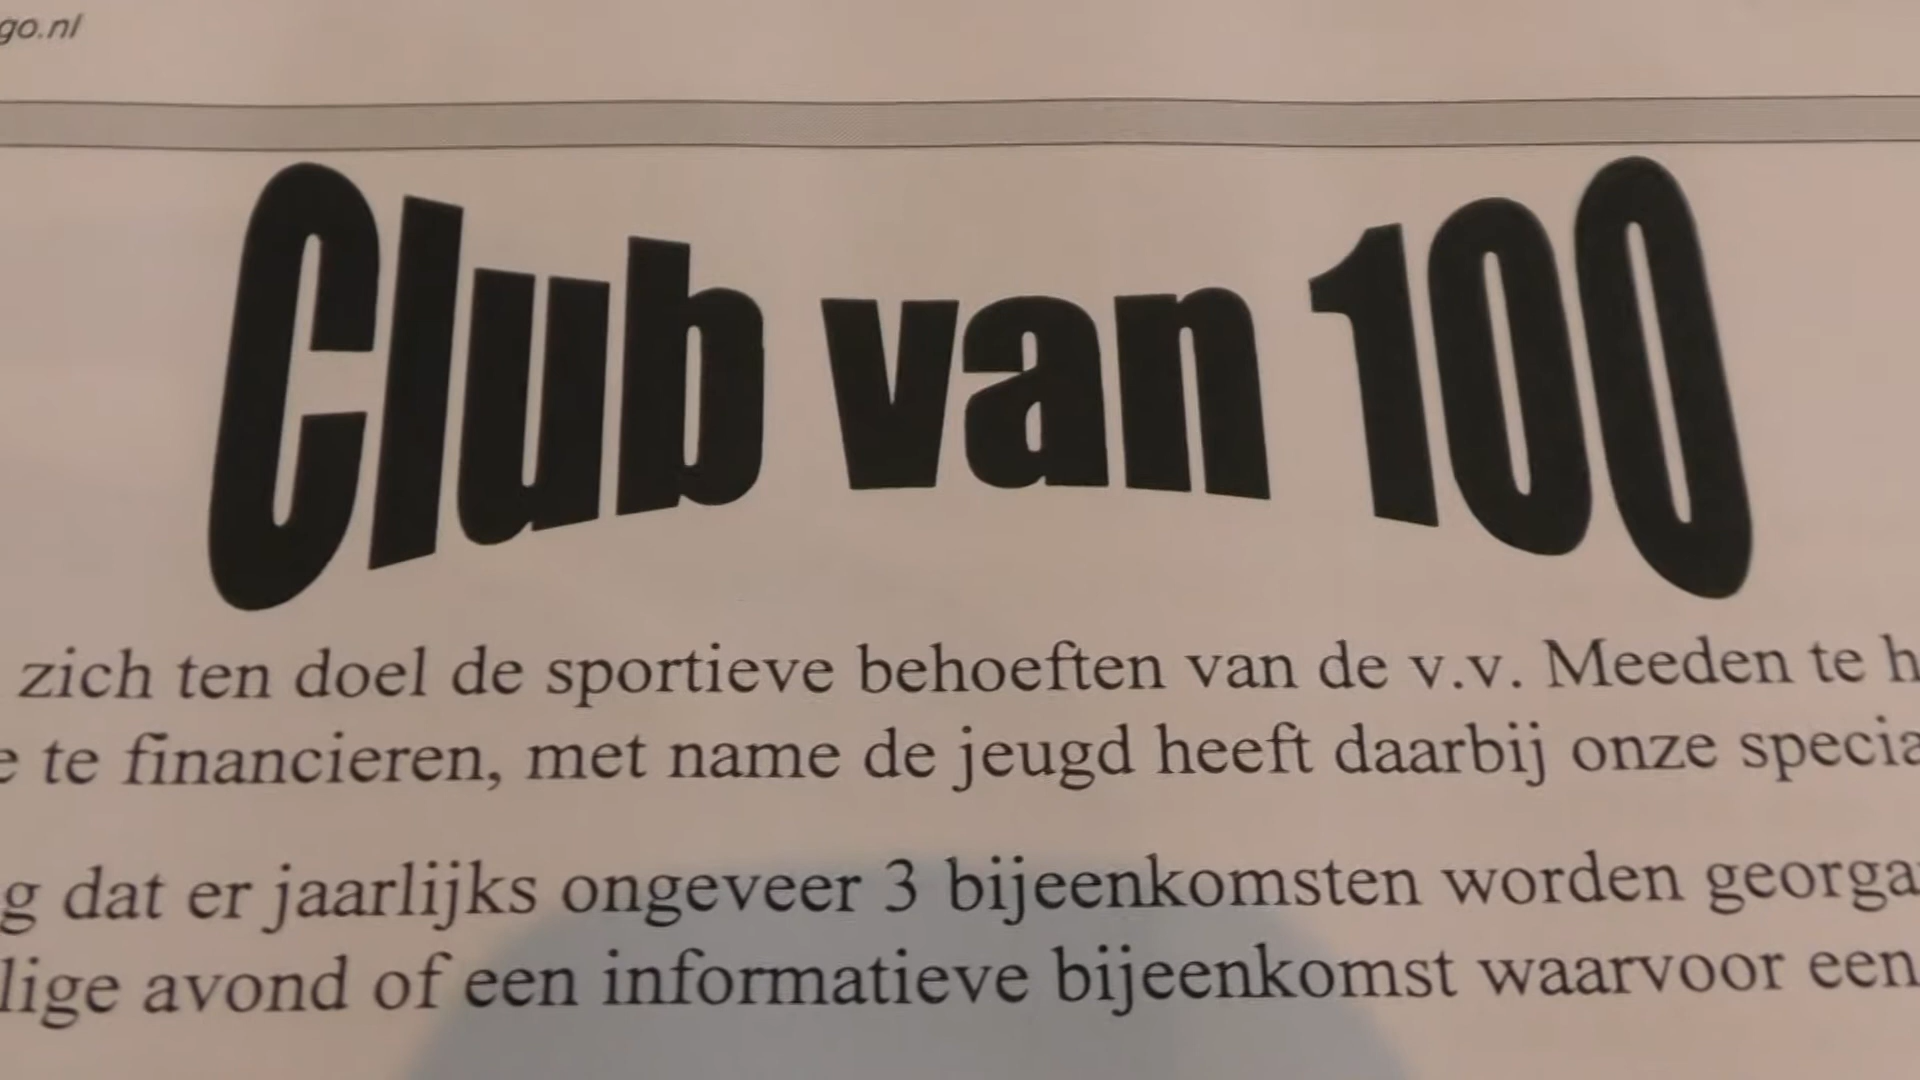 go.nl
Club van 100
zich ten doel de sportieve behoeften van de v.v. Meeden te h
e te financieren, met name de jeugd heeft daarbij onze specia
g dat er jaarlijks ongeveer 3 bijeenkomsten worden georga
lige avond of een informatieve bijeenkomst waarvoor een